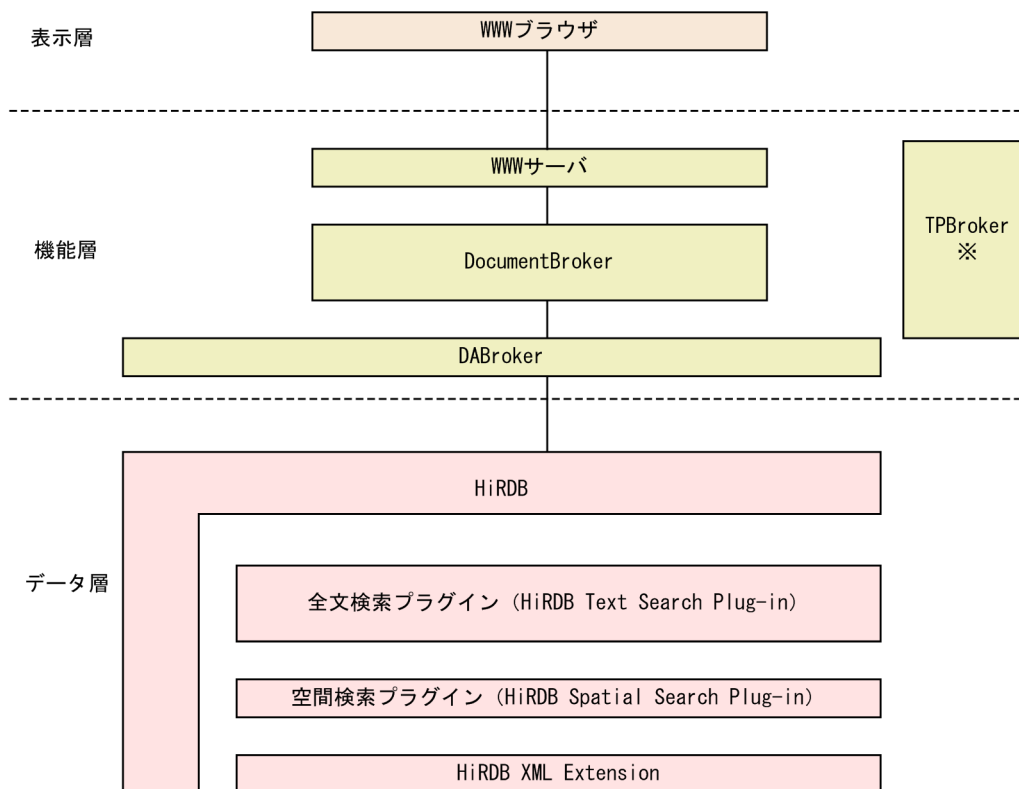 表示層
WWWブラウザ
WWWサーバ
機能層
DocumentBroker
TPBroker
※
DABroker
HiRDB
データ層
全文検索プラグイン (HiRDB Text Search Plug-in)
空間検索プラグイン (HiRDB Spatial Search Plug-in)
HiRDB XML Extension